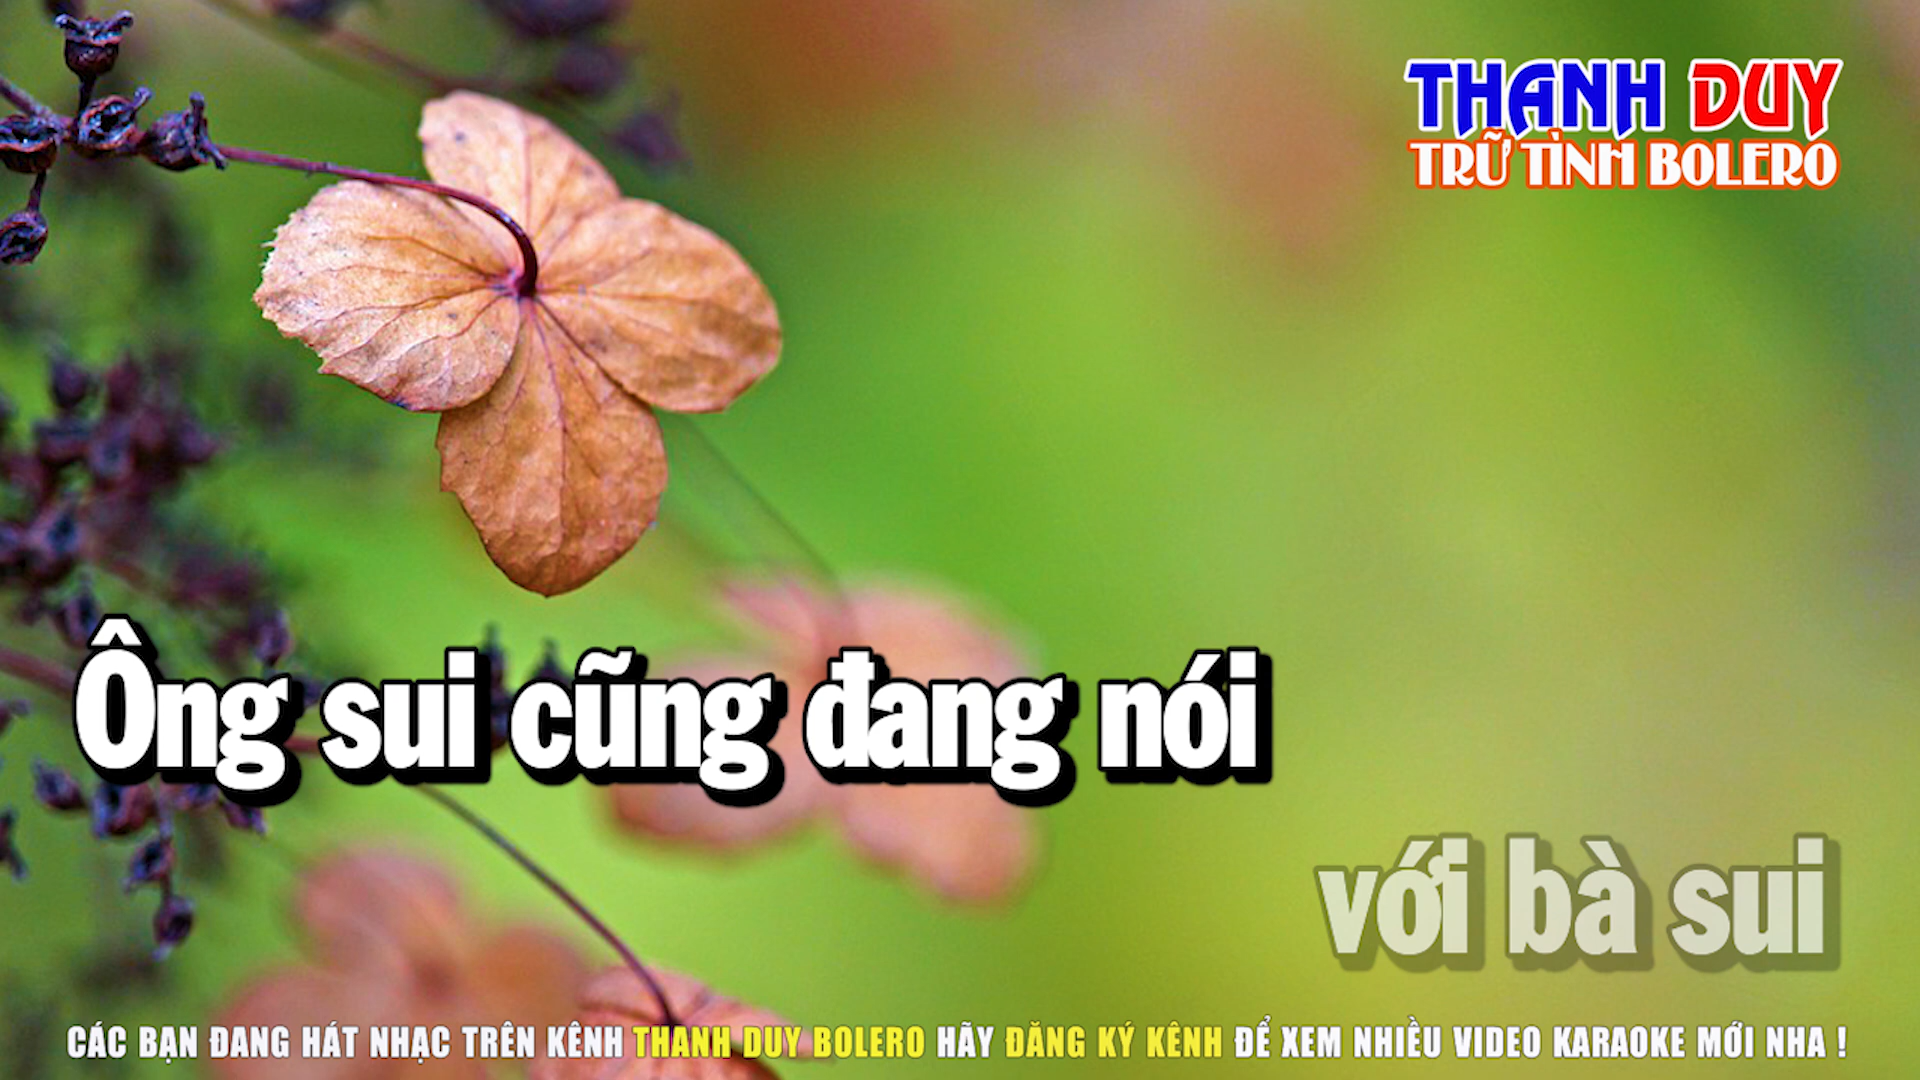 THANH DUY
TRỮ TÌNH BOLERO
Ông sui cũng đang nói
với bà sui
CÁC BẠN ĐANG HÁT NHẠC TRÊN KÊNH THANH DUY BOLERO HÃY ĐĂNG KÝ KÊNH ĐỂ XEM NHIỀU VIDEO KARAOKE MỚI NHA !